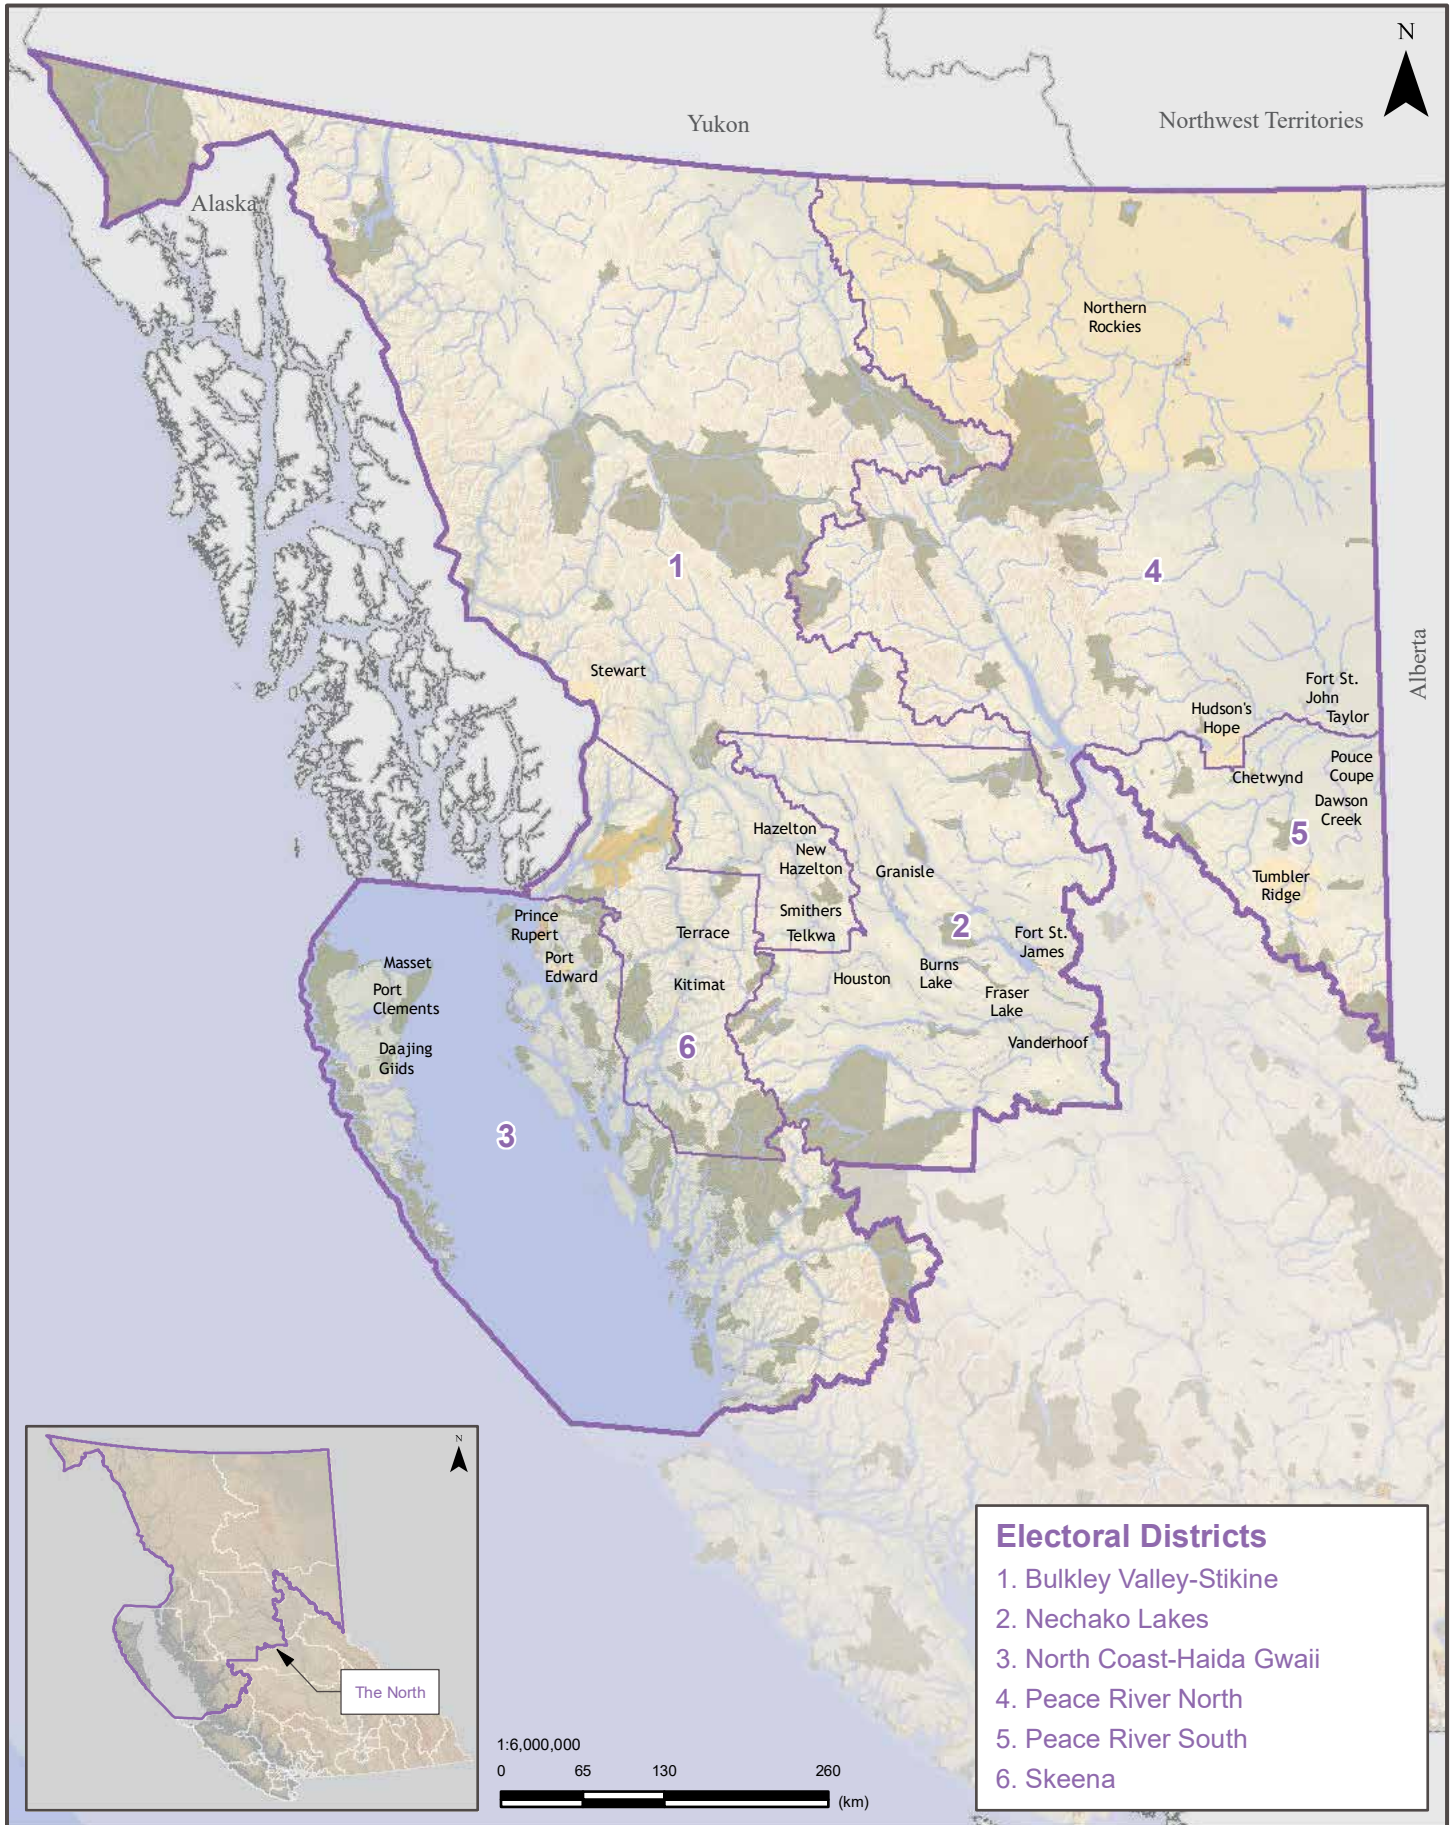 N
Yukon
Northwest Territories
Alaska
Northern
Rockies
1
4
Alberta
Stewart
Fort St.
John
Hudson's
Hope
Taylor
Pouce
Coupe
Chetwynd
Dawson
Creek
5
Hazelton
New
Hazelton
Granisle
Tumbler
Ridge
Smithers
Telkwa
2
Prince
Rupert
Terrace
Fort St.
James
Masset
Port
Edward
Port
Clements
Kitimat
Houston
Burns
Lake
Fraser
Lake
Daajing
Giids
6
Vanderhoof
3
N
The North
1:6,000,000
0 65 130 260
(km)
Electoral Districts
1. Bulkley Valley-Stikine
2. Nechako Lakes
3. North Coast-Haida Gwaii
4. Peace River North
5. Peace River South
6. Skeena